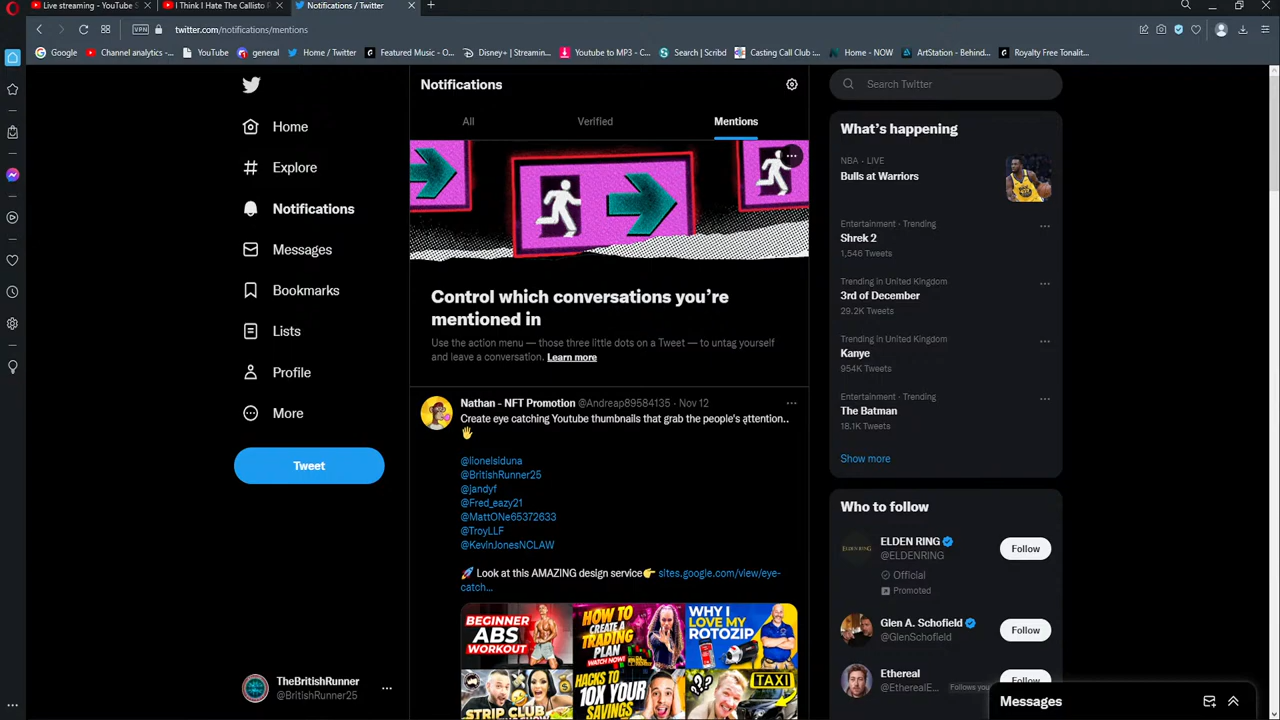 Live streaming - YouTube S
I Think I Hate The Callisto
Notifications / Twitter
VPN
twitter.com/notifications/mentions
Google
Channel analytics -...
YouTube
general
Home / Twitter
Featured Music - O...
Disney+ | Streamin...
Youtube to MP3 - C...
Search | Scribd
Casting Call Club :...
Home - NOW
ArtStation - Behind...
Royalty Free Tonalit...
Home
Explore
Notifications
Messages
Bookmarks
Lists
Profile
More
Tweet
TheBritishRunner
@BritishRunner25
Notifications
All
Verified
Mentions
Control which conversations you're
mentioned in
Use the action menu — those three little dots on a Tweet — to untag yourself
and leave a conversation. Learn more
Nathan - NFT Promotion @Andreap89584135 · Nov 12
Create eye catching Youtube thumbnails that grab the people's attention..
🖐
@lionelsiduna
@BritishRunner25
@jandyf
@Fred_eazy21
@MattONe65372633
@TroyLLF
@KevinJonesNCLAW
🚀 Look at this AMAZING design service👉 sites.google.com/view/eye-
catch...
BEGINNER
ABS
WORKOUT
HOW TO
CREATE A
TRADING
PLAN
WATCH NOW!
WHY I
LOVE MY
ROTOZIP
STRIP CLUB
HACKS TO
10X YOUR
SAVINGS
??
TAXI
Search Twitter
What's happening
NBA · LIVE
Bulls at Warriors
Entertainment · Trending
Shrek 2
1,546 Tweets
Trending in United Kingdom
3rd of December
29.2K Tweets
Trending in United Kingdom
Kanye
954K Tweets
Entertainment · Trending
The Batman
18.1K Tweets
Show more
Who to follow
ELDEN RING
@ELDENRING
Official
Promoted
Follow
Glen A. Schofield
@GlenSchofield
Follow
Ethereal
@EtherealE...
Follows you
Follow
Messages